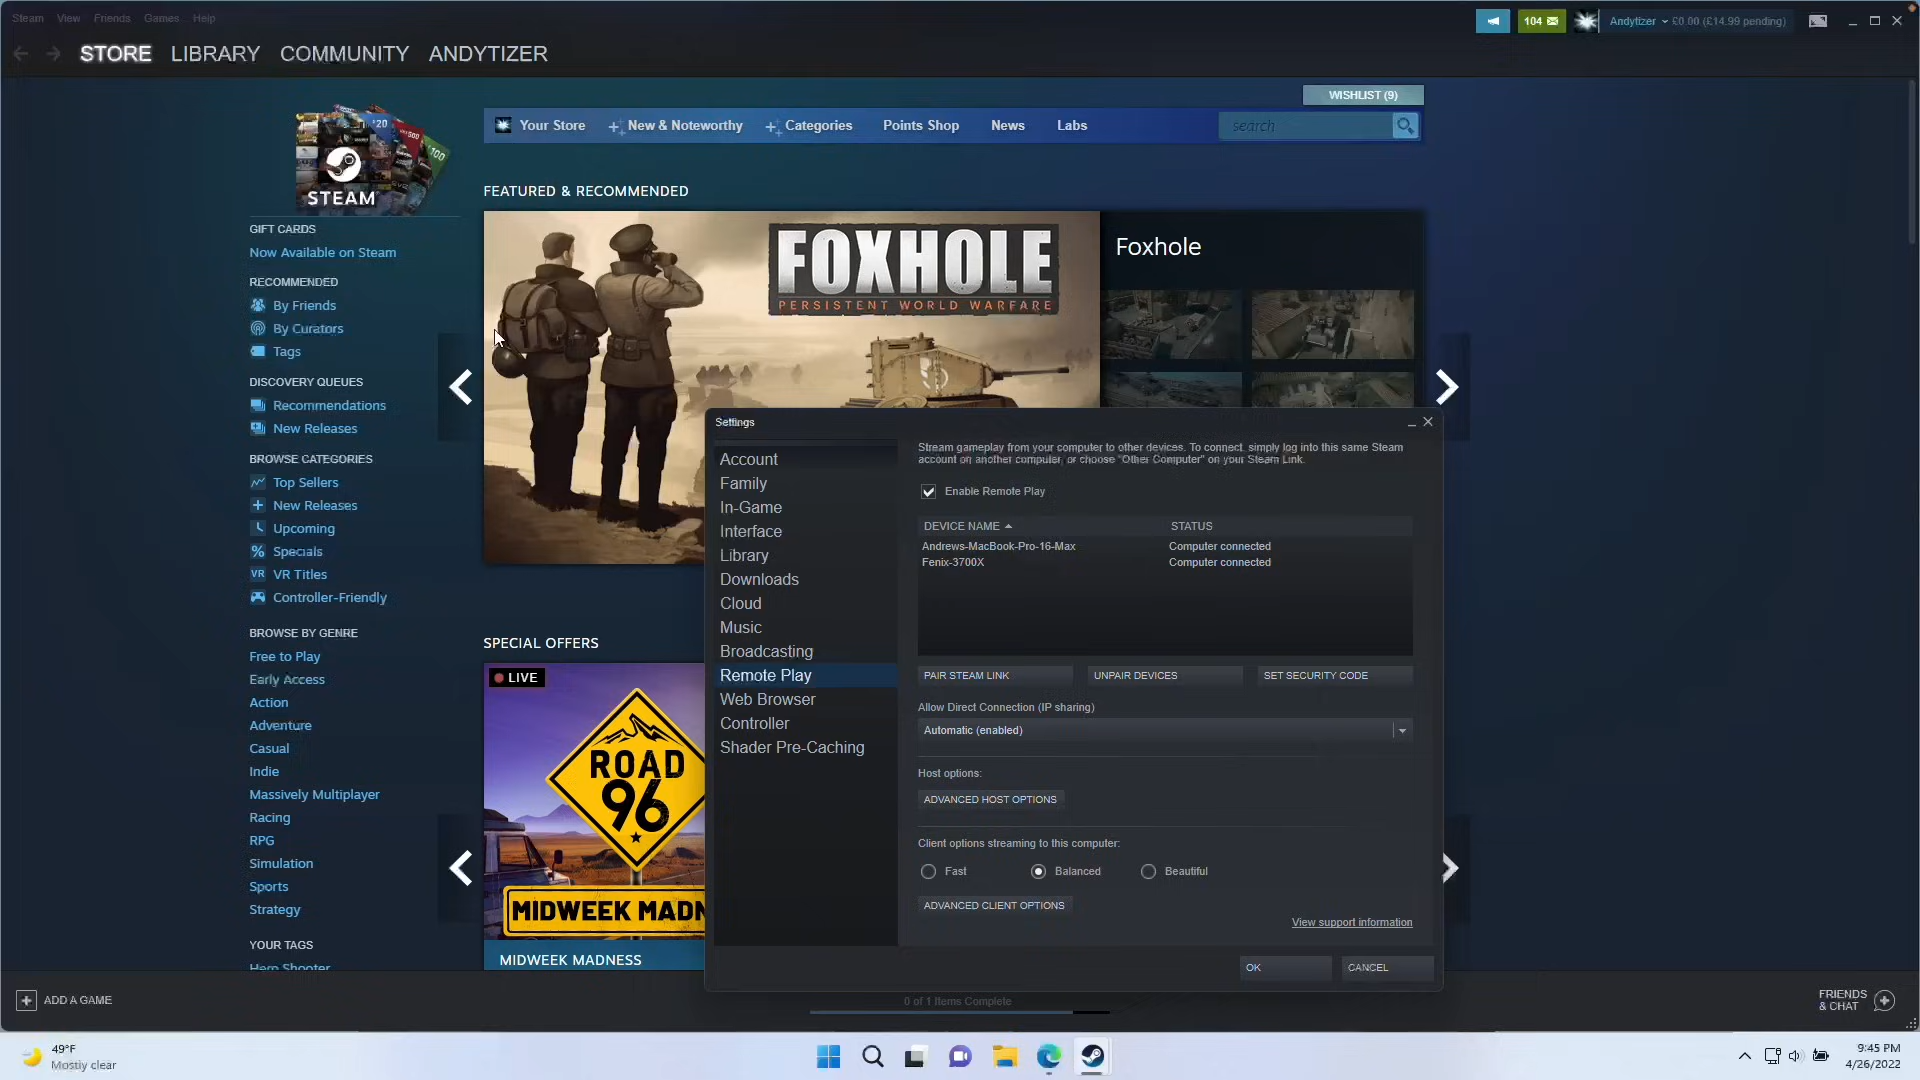 Steam View Friends Games Help
104
Andytizer £0.00 (£14.99 pending)
STORE LIBRARY COMMUNITY ANDYTIZER
WISHLIST (9)
Your Store New & Noteworthy Categories Points Shop News Labs
search
STEAM
GIFT CARDS
Now Available on Steam
RECOMMENDED
By Friends
By Curators
Tags
DISCOVERY QUEUES
Recommendations
New Releases
BROWSE CATEGORIES
Top Sellers
New Releases
Upcoming
Specials
VR Titles
Controller-Friendly
BROWSE BY GENRE
Free to Play
Early Access
Action
Adventure
Casual
Indie
Massively Multiplayer
Racing
RPG
Simulation
Sports
Strategy
YOUR TAGS
Hero Shooter
FEATURED & RECOMMENDED
FOXHOLE
PERSISTENT WORLD WARFARE
Foxhole
SPECIAL OFFERS
LIVE
ROAD
96
MIDWEEK MADN
MIDWEEK MADNESS
Settings
Account
Family
In-Game
Interface
Library
Downloads
Cloud
Music
Broadcasting
Remote Play
Web Browser
Controller
Shader Pre-Caching
Stream gameplay from your computer to other devices. To connect, simply log into this same Steam
account on another computer, or choose "Other Computer" on your Steam Link.
Enable Remote Play
DEVICE NAME STATUS
Andrews-MacBook-Pro-16-Max Computer connected
Fenix-3700X Computer connected
PAIR STEAM LINK UNPAIR DEVICES SET SECURITY CODE
Allow Direct Connection (IP sharing)
Automatic (enabled)
Host options:
ADVANCED HOST OPTIONS
Client options streaming to this computer:
Fast Balanced Beautiful
ADVANCED CLIENT OPTIONS
View support information
OK CANCEL
ADD A GAME
0 of 1 Items Complete
FRIENDS
& CHAT
49°F
Mostly clear
9:45 PM
4/26/2022